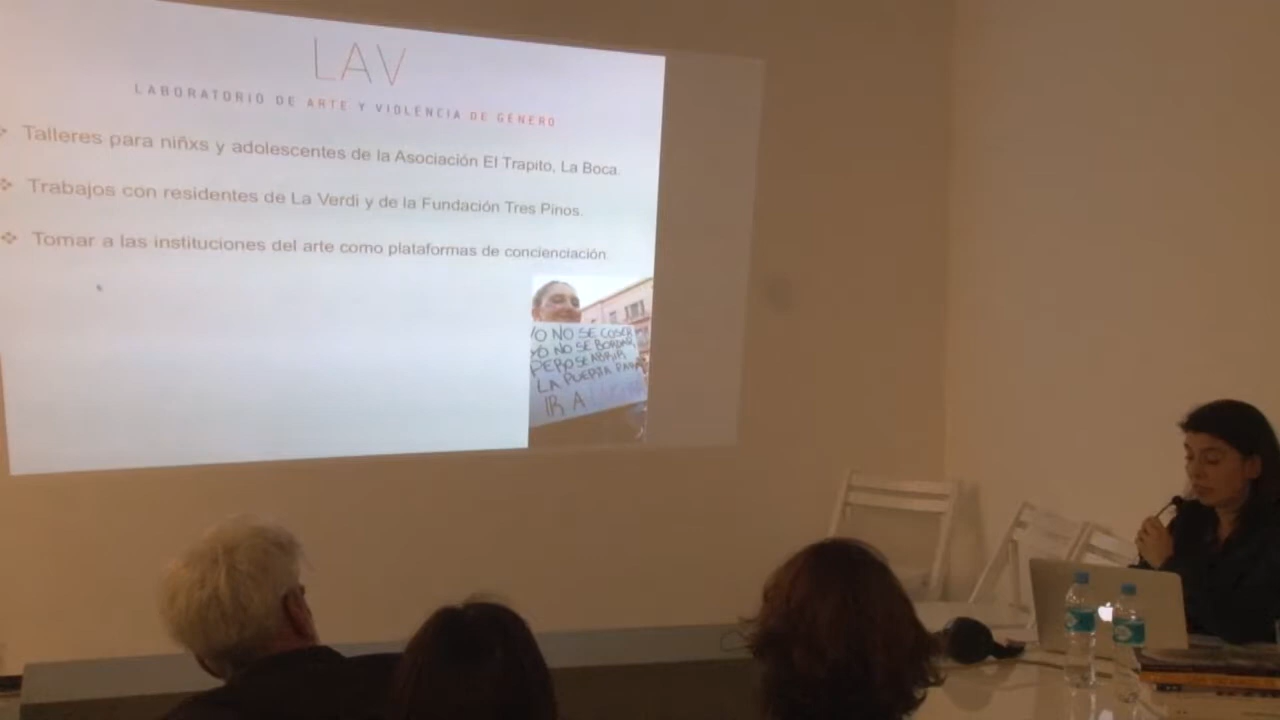 LAV
LABORATORIO DE ARTE Y VIOLENCIA DE GÉNERO
Talleres para niñxs y adolescentes de la Asociación El Trapito, La Boca.
Trabajos con residentes de La Verdi y de la Fundación Tres Pinos.
Tomar a las instituciones del arte como plataformas de concienciación.
YO NO SE COSER
YO NO SE BORDAR,
PERO SE ABRIR
LA PUERTA PARA
IR A